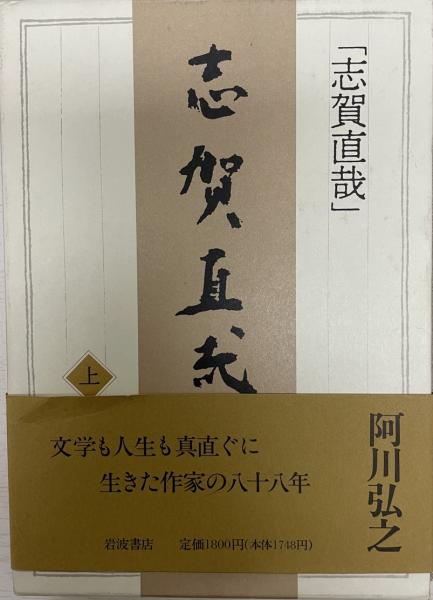 「志賀直哉」
志賀直哉
上
阿川弘之
文学も人生も真直ぐに
生きた作家の八十八年
岩波書店 定価1800円(本体1748円)